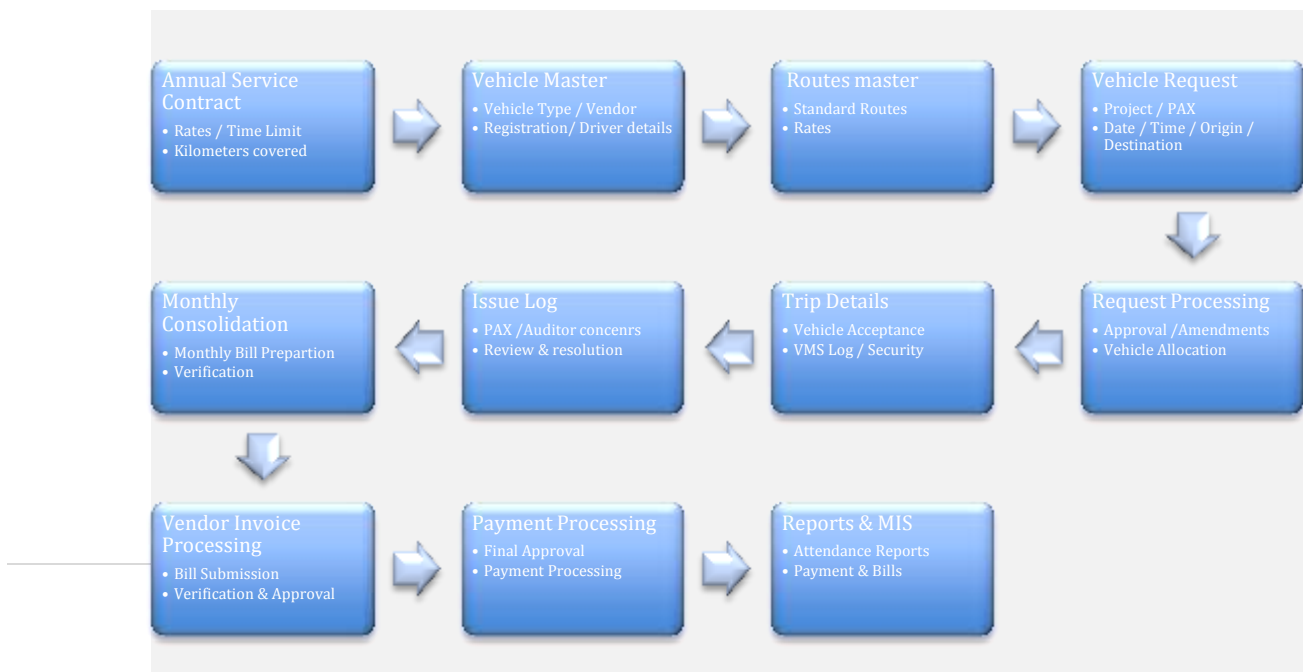 Annual Service
Contract
• Rates / Time Limit
• Kilometers covered
Vehicle Master
• Vehicle Type / Vendor
• Registration/ Driver details
Routes master
• Standard Routes
• Rates
Vehicle Request
• Project / PAX
• Date / Time / Origin /
Destination
Request Processing
• Approval /Amendments
• Vehicle Allocation
Trip Details
• Vehicle Acceptance
• VMS Log / Security
Issue Log
• PAX /Auditor concenrs
• Review & resolution
Monthly
Consolidation
• Monthly Bill Prepartion
• Verification
Vendor Invoice
Processing
• Bill Submission
• Verification & Approval
Payment Processing
• Final Approval
• Payment Processing
Reports & MIS
• Attendance Reports
• Payment & Bills